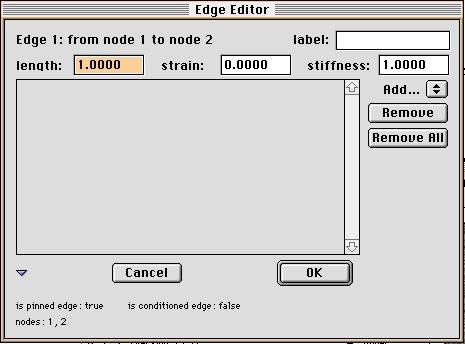 Edge Editor
Edge 1: from node 1 to node 2 label:
length: 1.0000 strain: 0.0000 stiffness: 1.0000
Add...
Remove
Remove All
Cancel OK
is pinned edge: true is conditioned edge: false
nodes: 1, 2